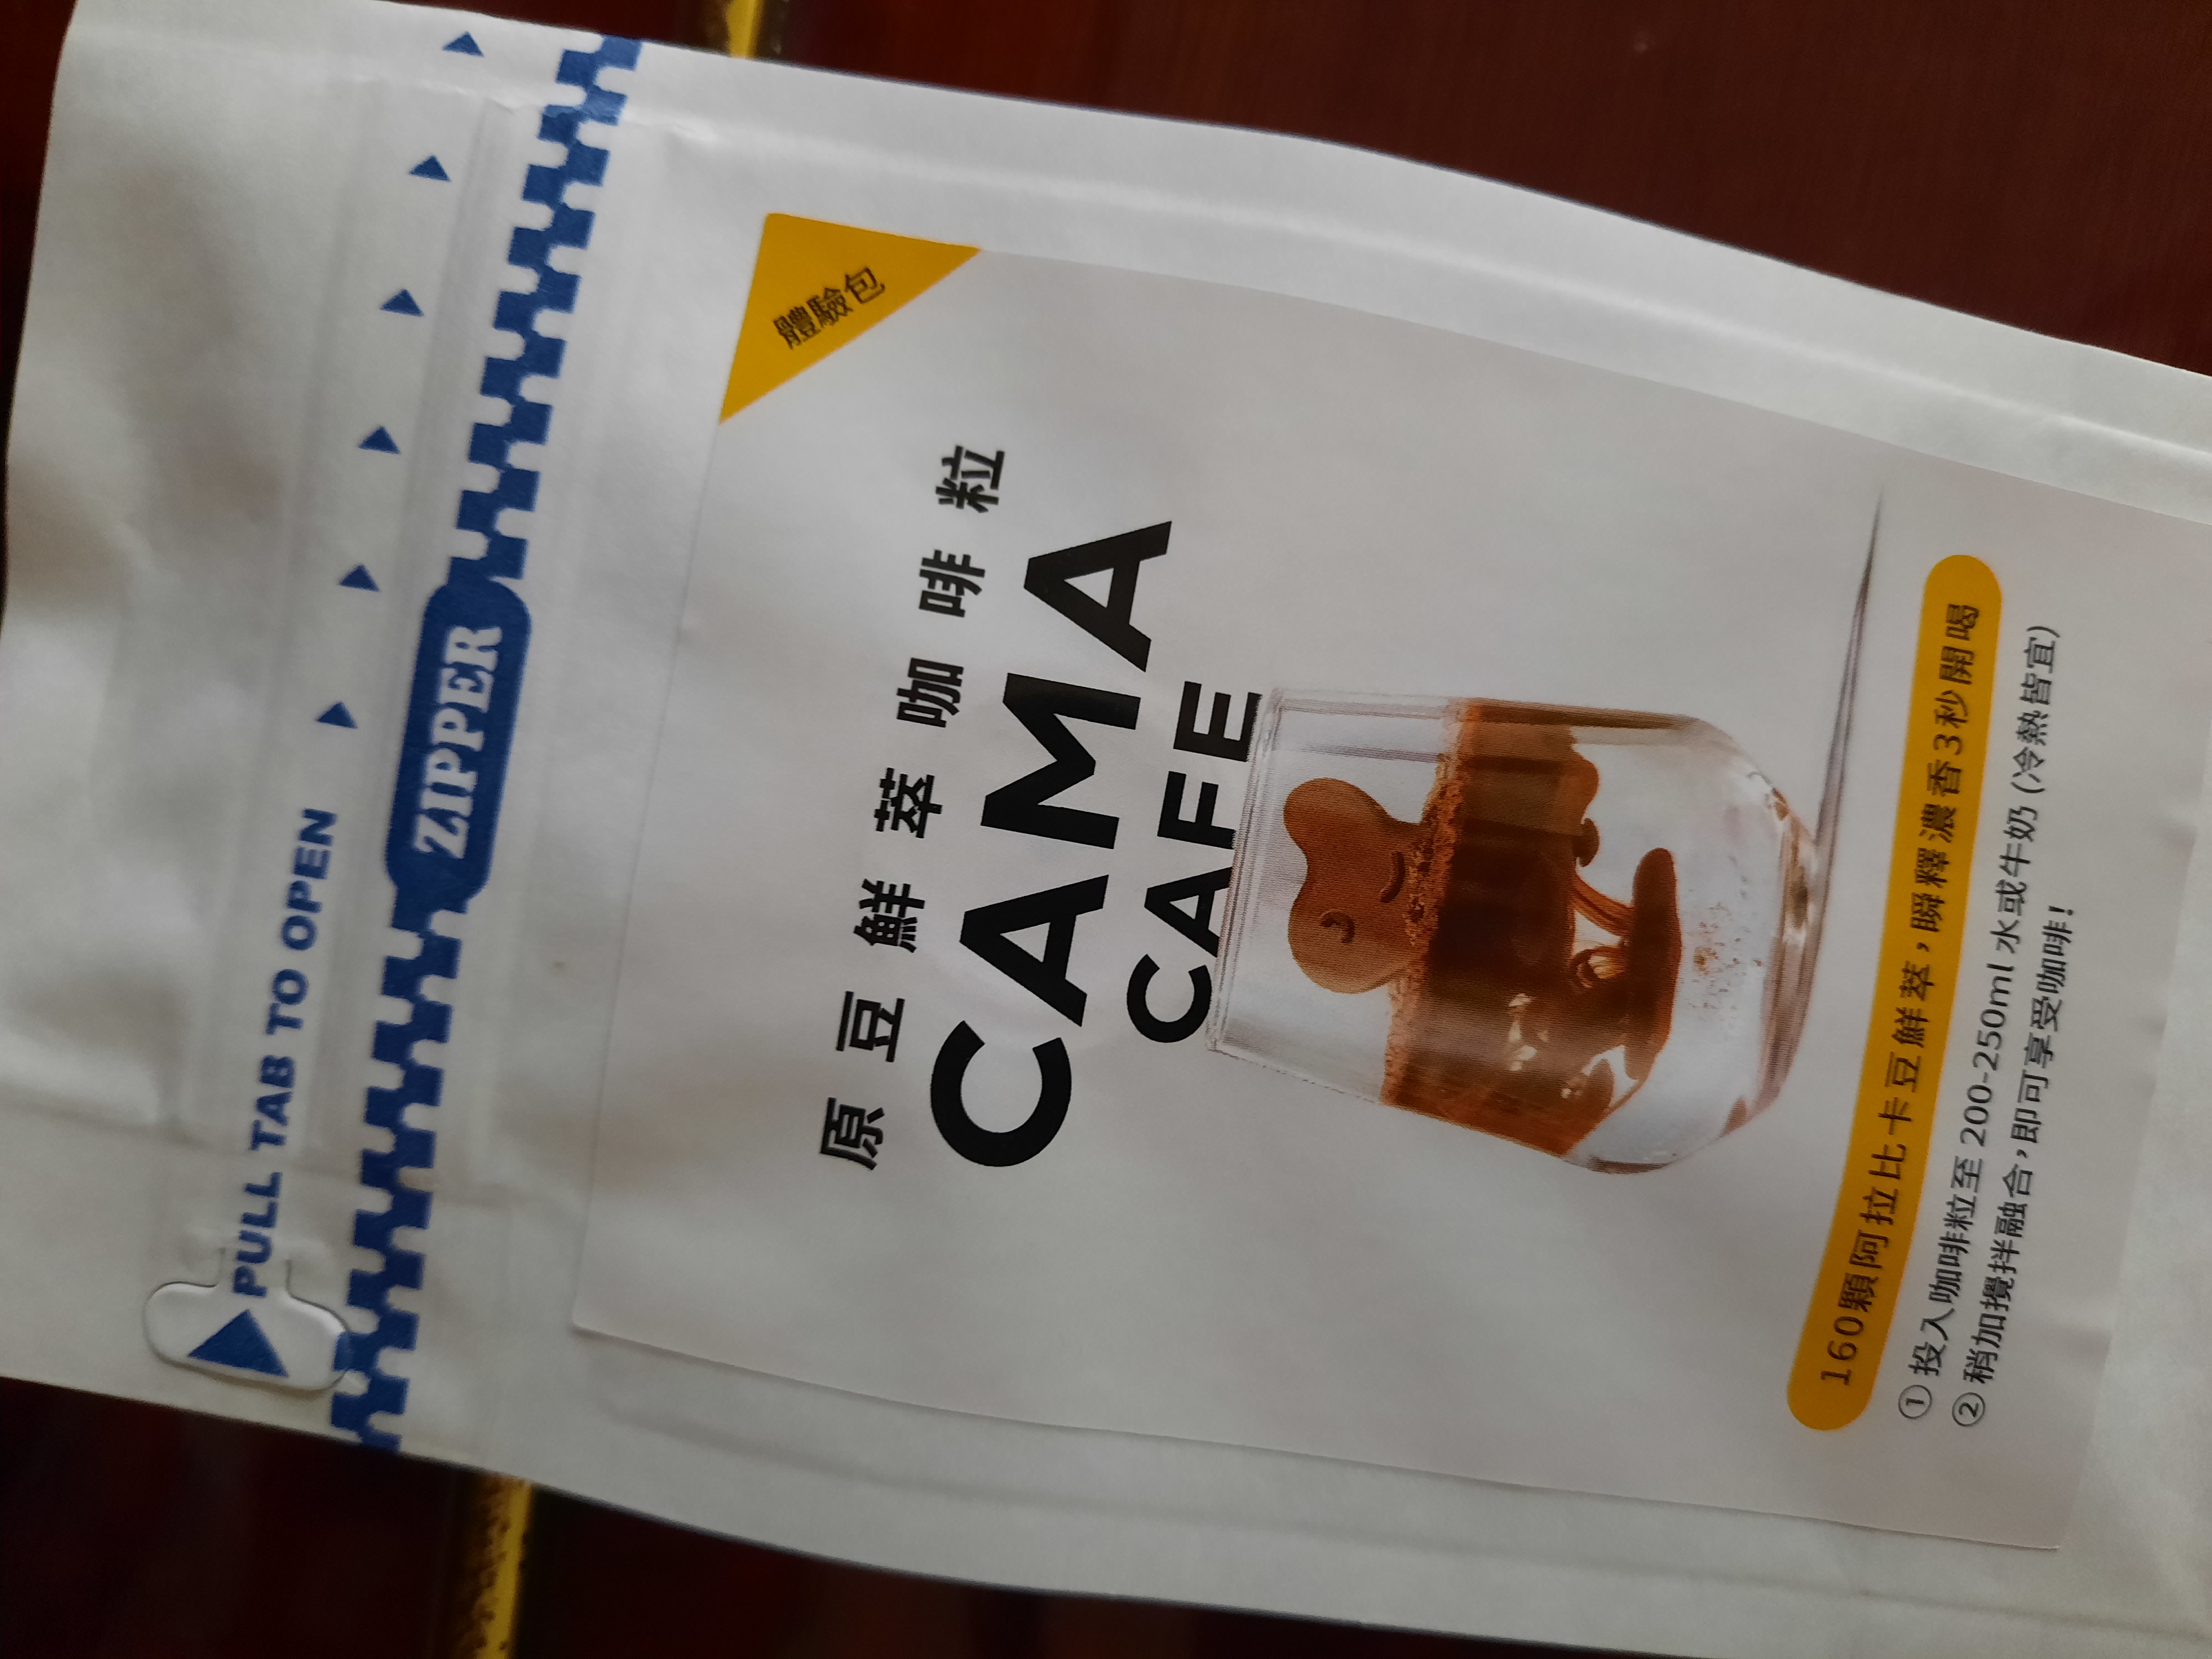 PULL TAB TO OPEN
ZIPPER
體驗包
原豆鮮萃咖啡粒
CAMA
CAFE
160顆阿拉比卡豆鮮萃，瞬釋濃香3秒開喝
① 投入咖啡粒至 200-250ml 水或牛奶 (冷熱皆宜)
② 稍加攪拌融合，即可享受咖啡！